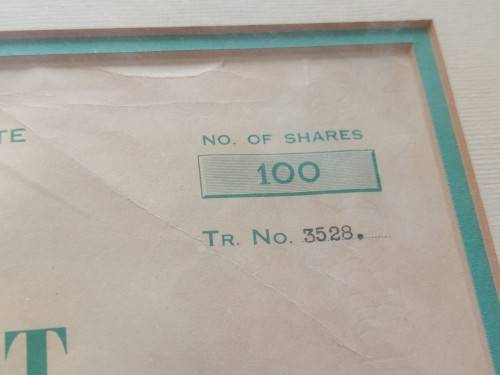 TE
NO. OF SHARES
100
TR. NO. 3528.
T